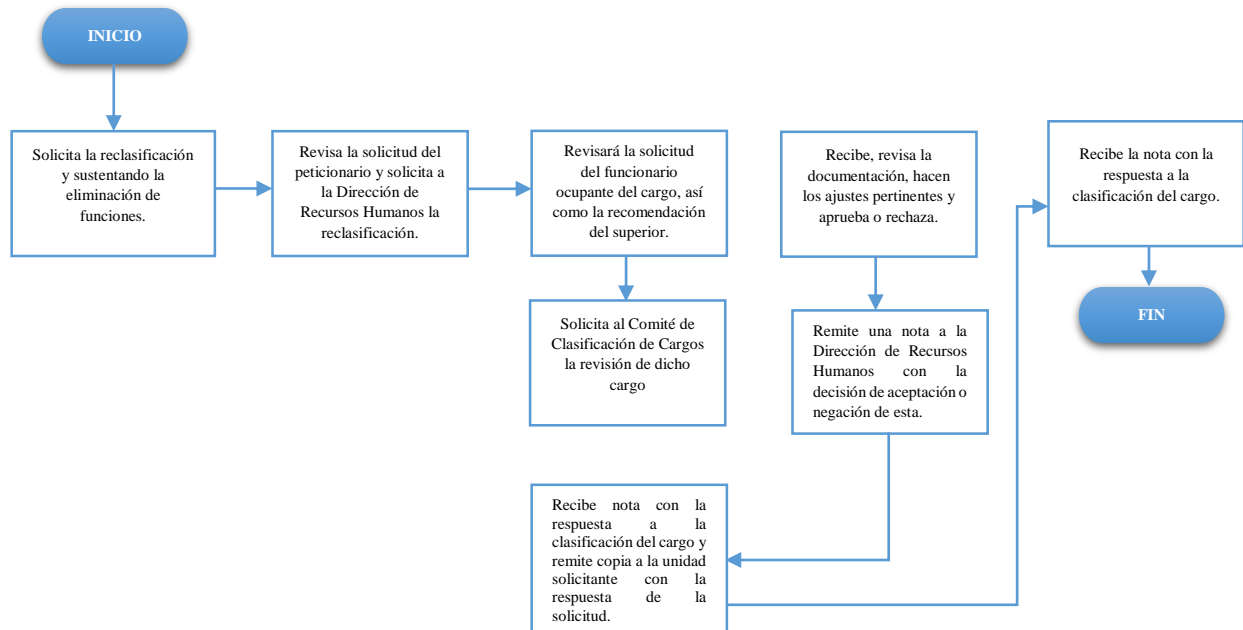 INICIO
Solicita la reclasificación
y sustentando la
eliminación de
funciones.
Revisa la solicitud del
peticionario y solicita a
la Dirección de
Recursos Humanos la
reclasificación.
Revisará la solicitud
del funcionario
ocupante del cargo, así
como la recomendación
del superior.
Solicita al Comité de
Clasificación de Cargos
la revisión de dicho
cargo
Recibe, revisa la
documentación, hacen
los ajustes pertinentes y
aprueba o rechaza.
Remite una nota a la
Dirección de Recursos
Humanos con la
decisión de aceptación o
negación de esta.
Recibe nota con la
respuesta a la
clasificación del cargo y
remite copia a la unidad
solicitante con la
respuesta de la
solicitud.
Recibe la nota con la
respuesta a la
clasificación del cargo.
FIN